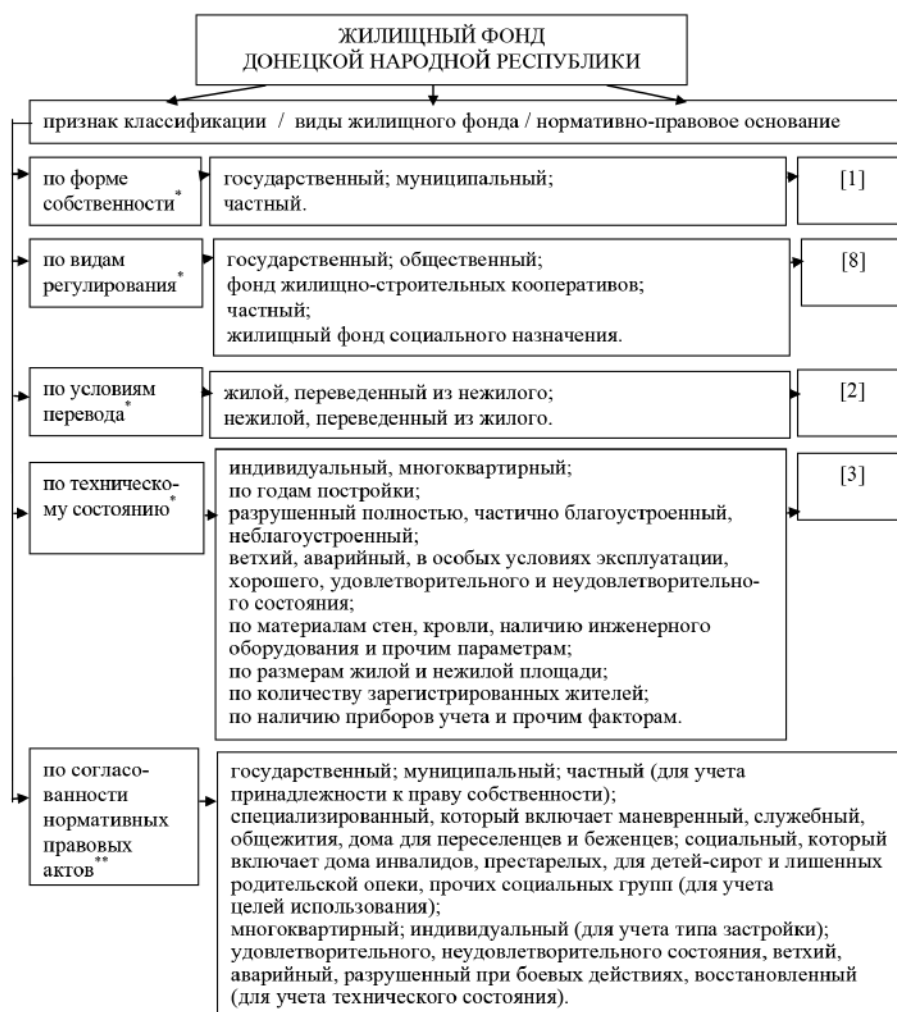 ЖИЛИЩНЫЙ ФОНД
ДОНЕЦКОЙ НАРОДНОЙ РЕСПУБЛИКИ
признак классификации / виды жилищного фонда / нормативно-правовое основание
по форме
собственности*
государственный; муниципальный;
частный.
[1]
по видам
регулирования*
государственный; общественный;
фонд жилищно-строительных кооперативов;
частный;
жилищный фонд социального назначения.
[8]
по условиям
перевода*
жилой, переведенный из нежилого;
нежилой, переведенный из жилого.
[2]
по техническо-
му состоянию*
индивидуальный, многоквартирный;
по годам постройки;
разрушенный полностью, частично благоустроенный,
неблагоустроенный;
ветхий, аварийный, в особых условиях эксплуатации,
хорошего, удовлетворительного и неудовлетворительно-
го состояния;
по материалам стен, кровли, наличию инженерного
оборудования и прочим параметрам;
по размерам жилой и нежилой площади;
по количеству зарегистрированных жителей;
по наличию приборов учета и прочим факторам.
[3]
по согласо-
ванности
нормативных
правовых
актов**
государственный; муниципальный; частный (для учета
принадлежности к праву собственности);
специализированный, который включает маневренный, служебный,
общежития, дома для переселенцев и беженцев; социальный, который
включает дома инвалидов, престарелых, для детей-сирот и лишенных
родительской опеки, прочих социальных групп (для учета
целей использования);
многоквартирный; индивидуальный (для учета типа застройки);
удовлетворительного, неудовлетворительного состояния, ветхий,
аварийный, разрушенный при боевых действиях, восстановленный
(для учета технического состояния).